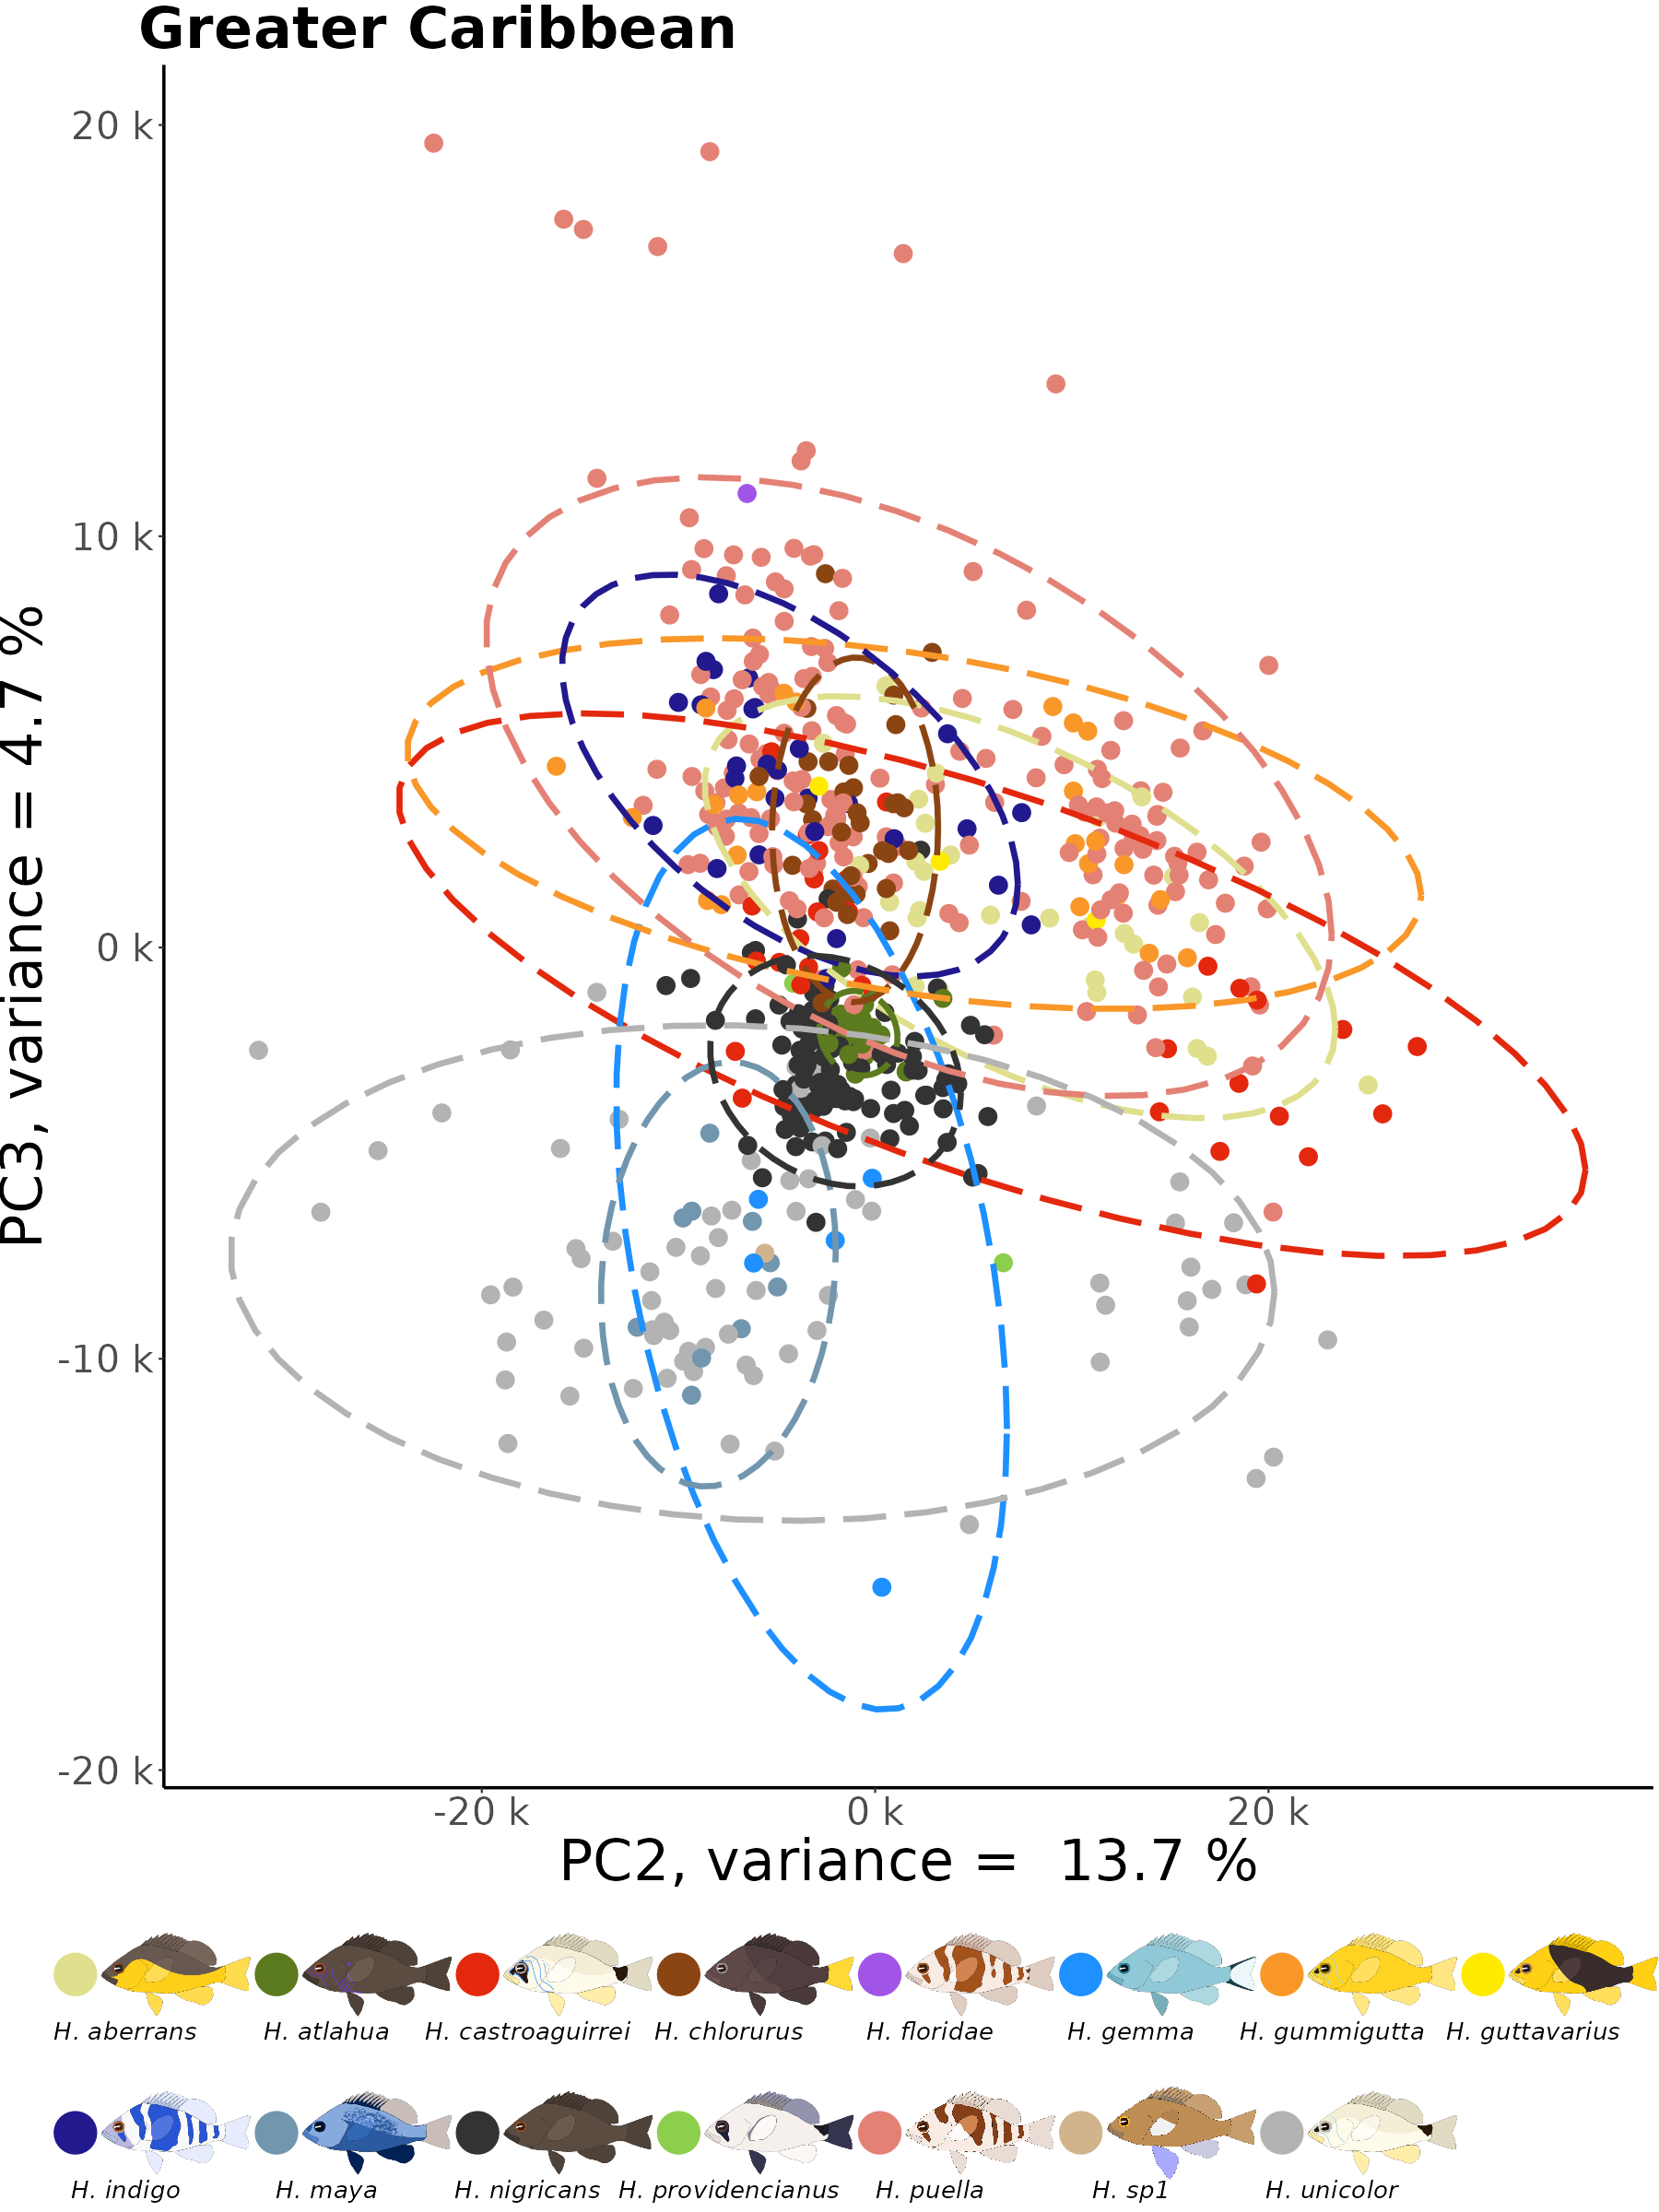 Greater Caribbean
20 k
10 k
0 k
-10 k
-20 k
PC3, variance = 4.7 %
-20 k 0 k 20 k
PC2, variance =  13.7 %
H. aberrans H. atlahua H. castroaguirrei H. chlorurus H. floridae H. gemma H. gummigutta H. guttavarius
H. indigo H. maya H. nigricans H. providencianus H. puella H. sp1 H. unicolor